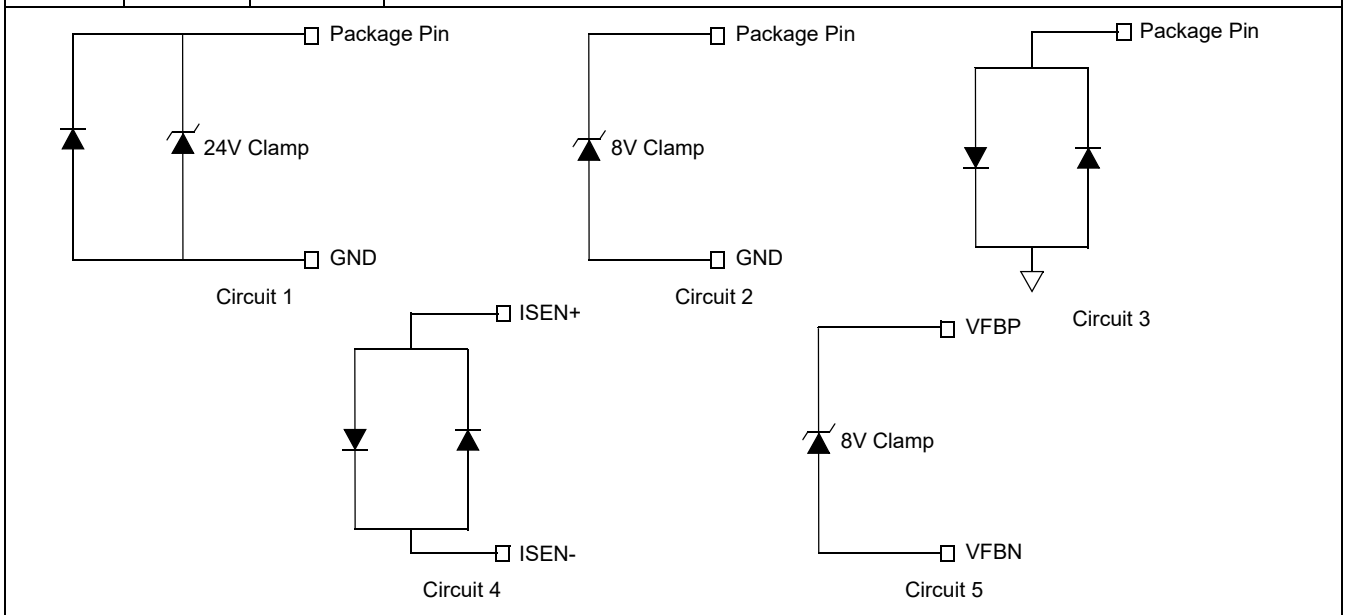 Package Pin
24V Clamp
GND
Circuit 1
Package Pin
8V Clamp
GND
Circuit 2
Package Pin
Circuit 3
ISEN+
ISEN-
Circuit 4
VFBP
8V Clamp
VFBN
Circuit 5